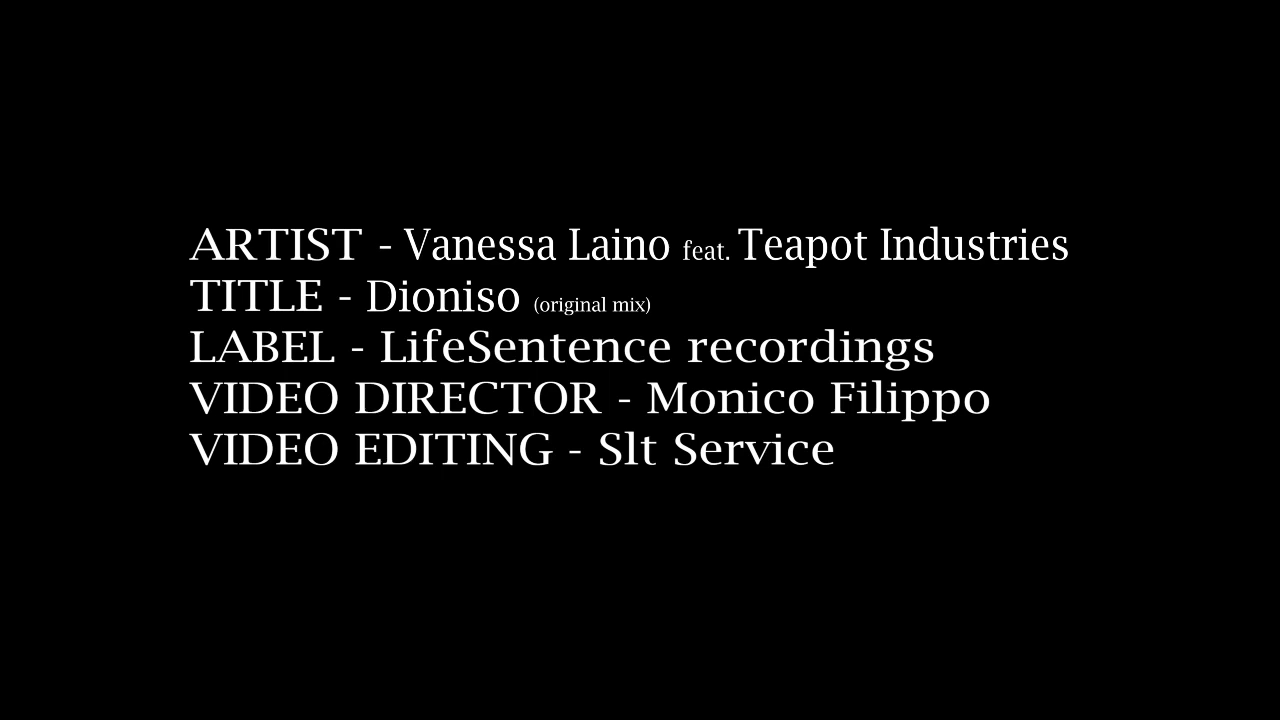 ARTIST - Vanessa Laino feat. Teapot Industries
TITLE - Dioniso (original mix)
LABEL - LifeSentence recordings
VIDEO DIRECTOR - Monico Filippo
VIDEO EDITING - Slt Service